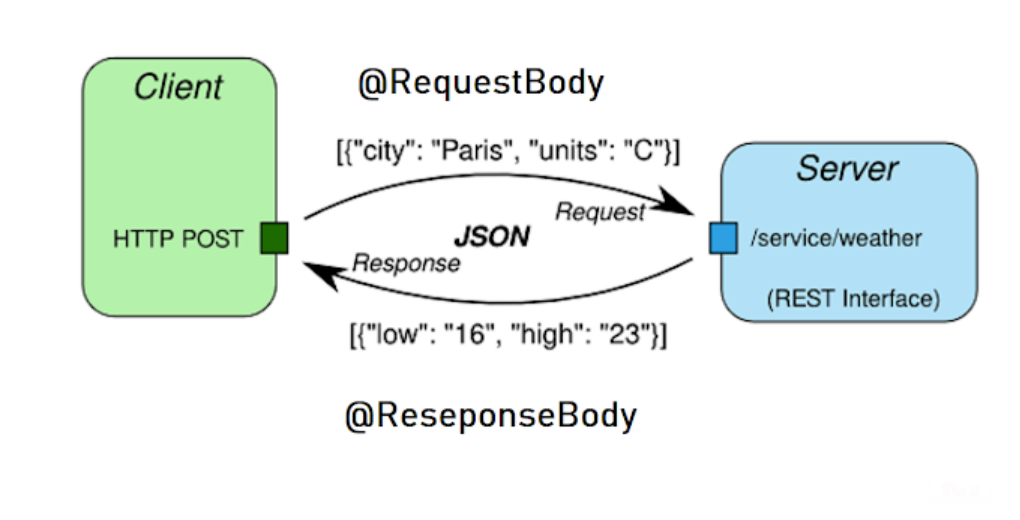 Client
@RequestBody
[{"city": "Paris", "units": "C"}]
Server
Request
HTTP POST
JSON
/service/weather
Response
(REST Interface)
[{"low": "16", "high": "23"}]
@ReseponseBody